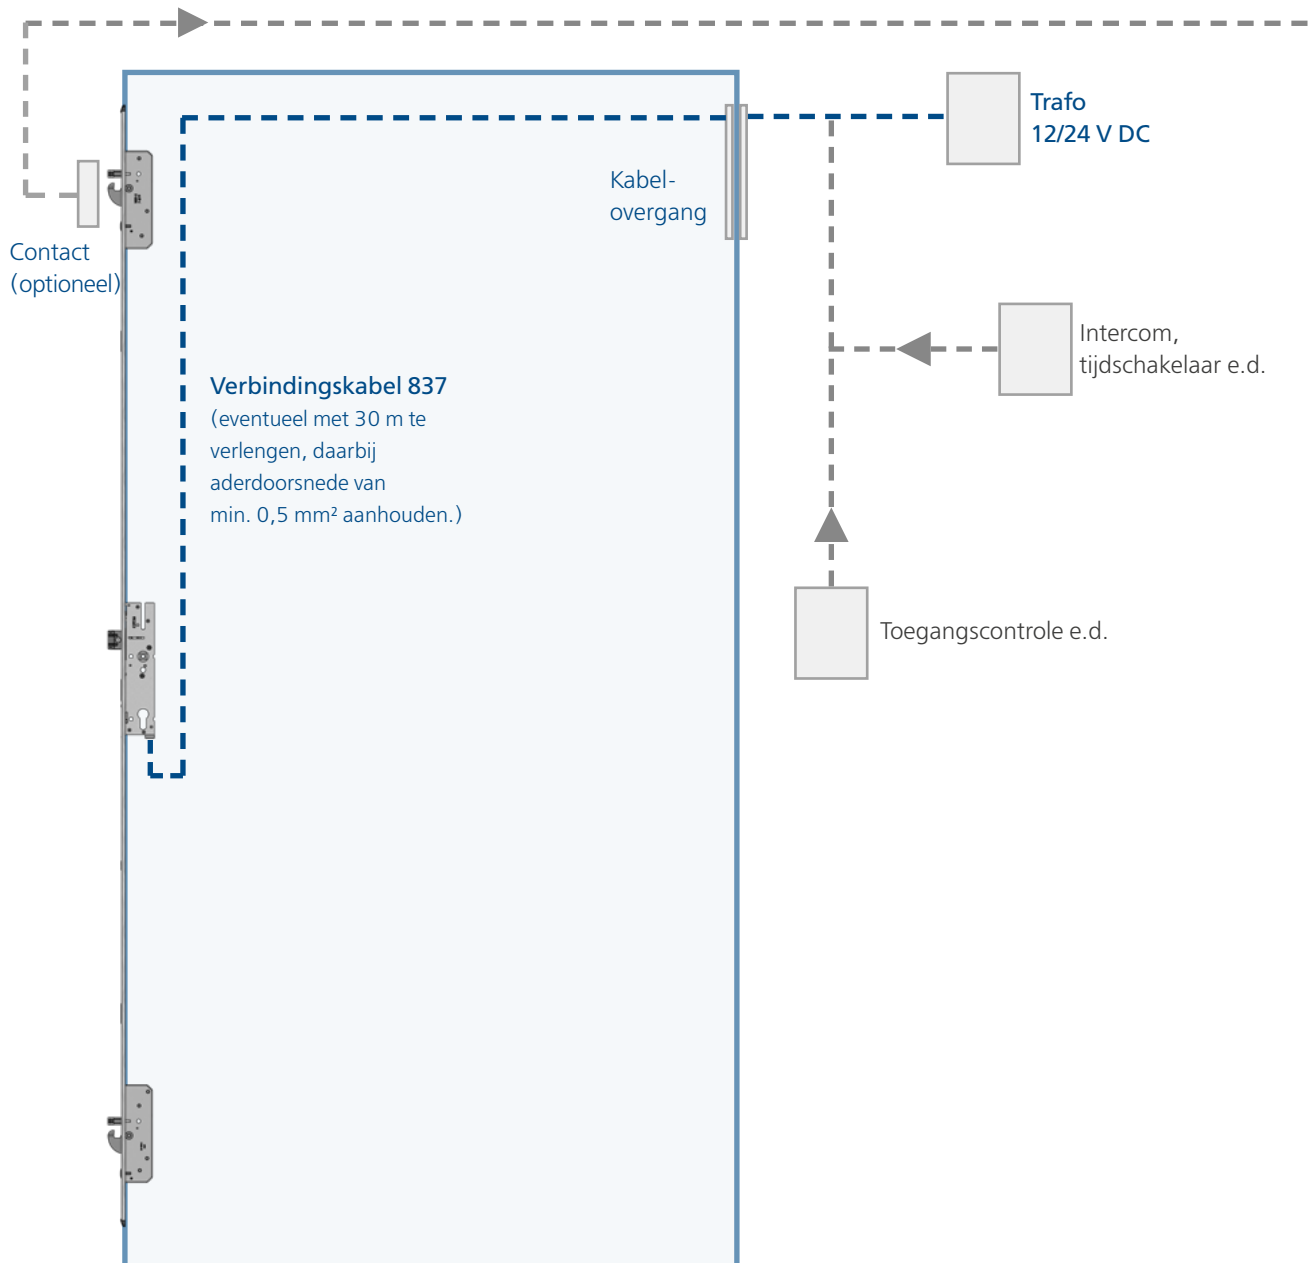 Trafo
12/24 V DC
Kabel-
overgang
Contact
(optioneel)
Intercom,
tijdschakelaar e.d.
Verbindingskabel 837
(eventueel met 30 m te
verlengen, daarbij
aderdoorsnede van
min. 0,5 mm² aanhouden.)
Toegangscontrole e.d.